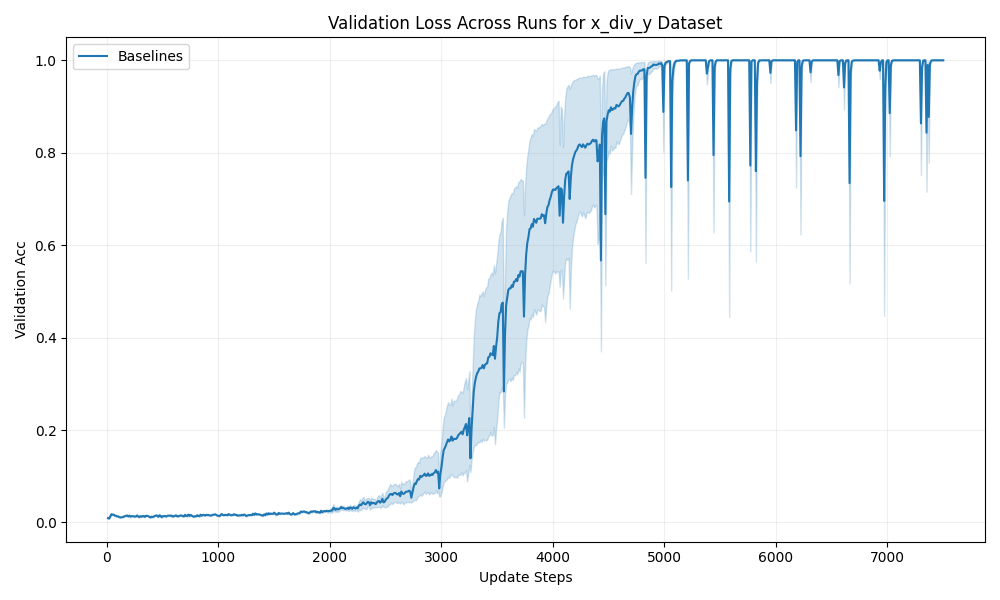 Validation Loss Across Runs for x_div_y Dataset
Baselines
Validation Acc
1.0
0.8
0.6
0.4
0.2
0.0
0 1000 2000 3000 4000 5000 6000 7000
Update Steps